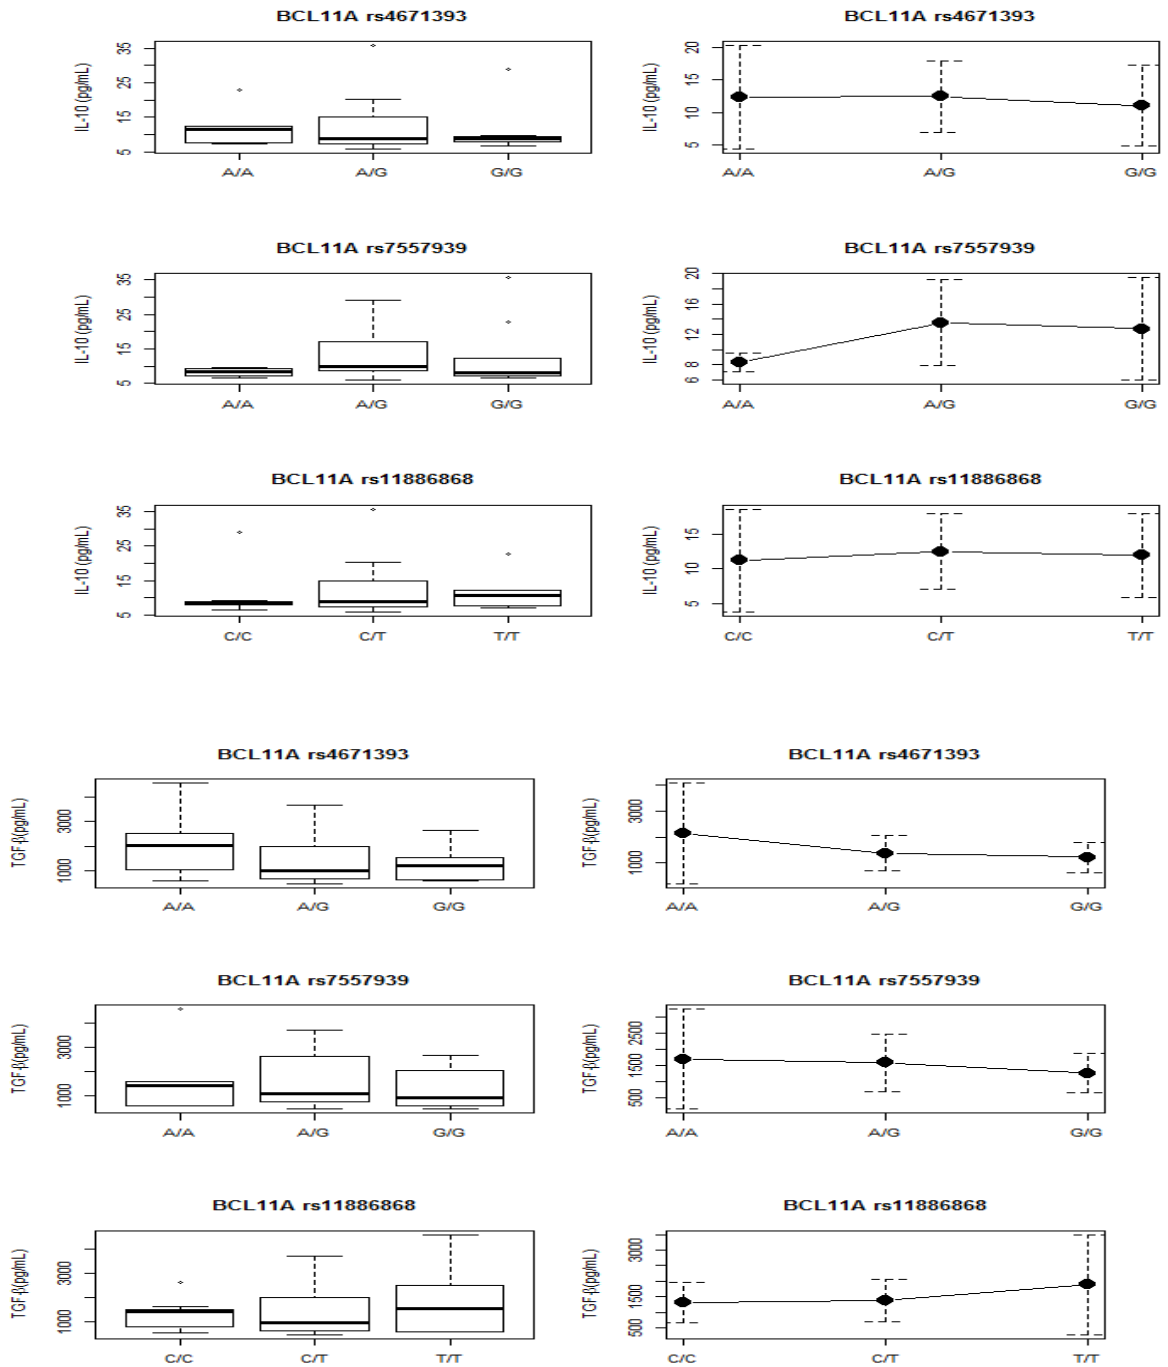 BCL11A rs4671393
BCL11A rs4671393
IL-10 (pg/mL)
35
25
15
5
A/A
A/G
G/G
IL-10 (pg/mL)
20
15
10
5
A/A
A/G
G/G
BCL11A rs7557939
BCL11A rs7557939
IL-10 (pg/mL)
35
25
15
5
A/A
A/G
G/G
IL-10 (pg/mL)
20
16
12
8
6
A/A
A/G
G/G
BCL11A rs11886868
BCL11A rs11886868
IL-10 (pg/mL)
35
25
15
5
C/C
C/T
T/T
IL-10 (pg/mL)
15
10
5
C/C
C/T
T/T
BCL11A rs4671393
BCL11A rs4671393
TGF-β(pg/mL)
3000
1000
A/A
A/G
G/G
TGF-β(pg/mL)
3000
1000
A/A
A/G
G/G
BCL11A rs7557939
BCL11A rs7557939
TGF-β(pg/mL)
3000
1000
A/A
A/G
G/G
TGF-β(pg/mL)
2500
1500
500
A/A
A/G
G/G
BCL11A rs11886868
BCL11A rs11886868
TGF-β(pg/mL)
3000
1000
C/C
C/T
T/T
TGF-β(pg/mL)
3000
1500
500
C/C
C/T
T/T